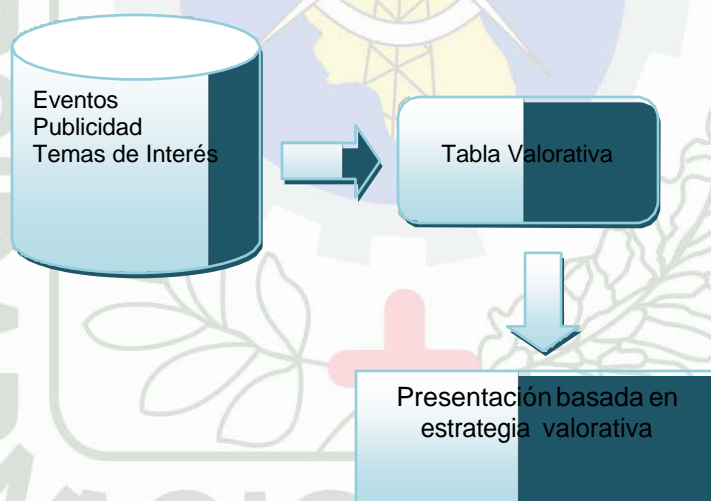 Eventos
Publicidad
Temas de Interés
Tabla Valorativa
Presentación basada en
estrategia valorativa